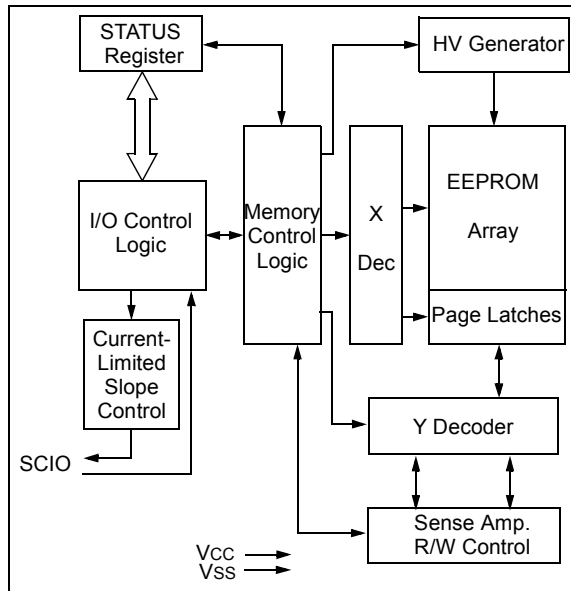 STATUS
Register
HV Generator
I/O Control
Logic
Memory
Control
Logic
X
Dec
EEPROM
Array
Page Latches
Current-
Limited
Slope
Control
SCIO
Y Decoder
Sense Amp.
R/W Control
VCC
VSS